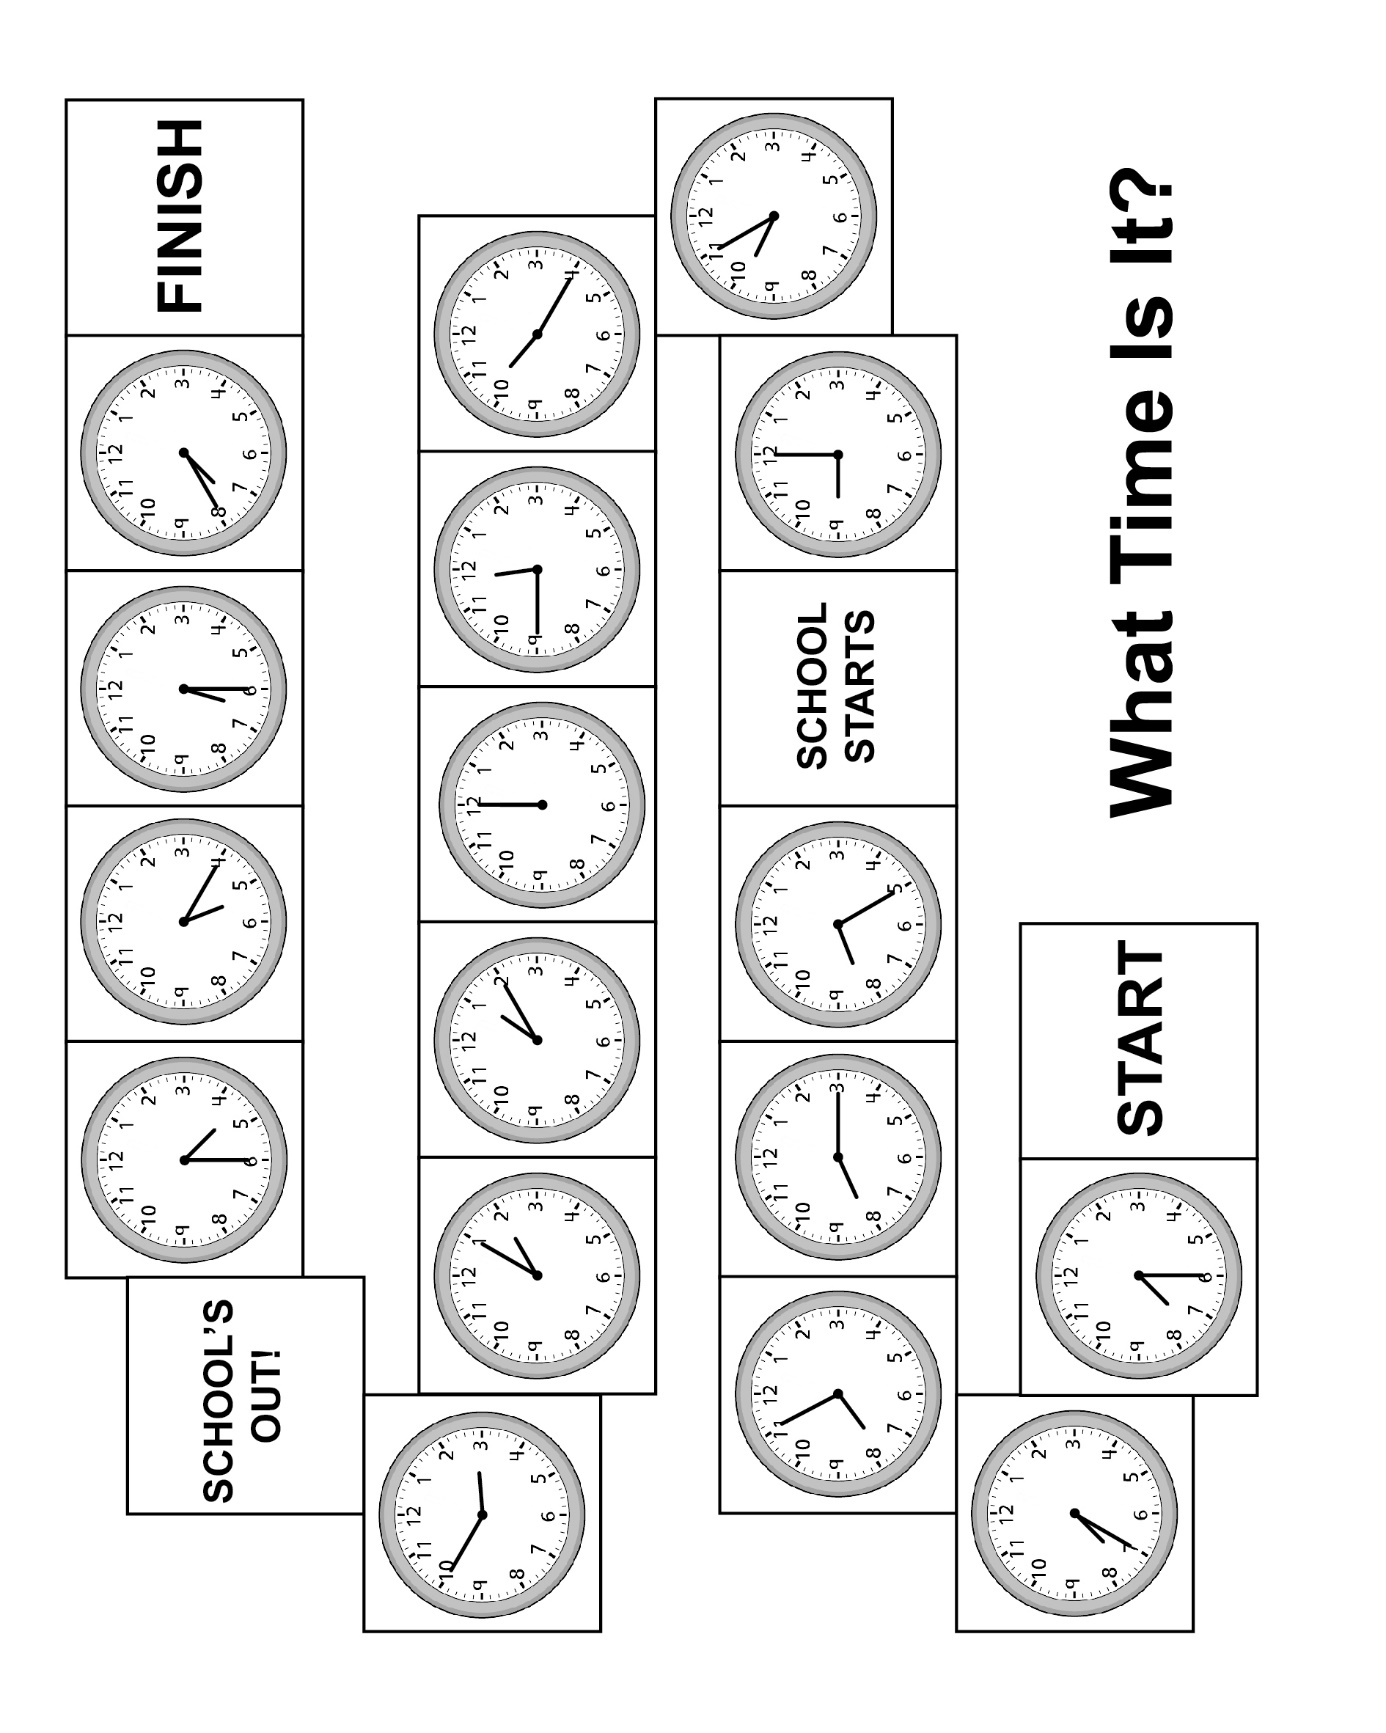 FINISH
SCHOOL'S
OUT!
SCHOOL
STARTS
START
What Time Is It?